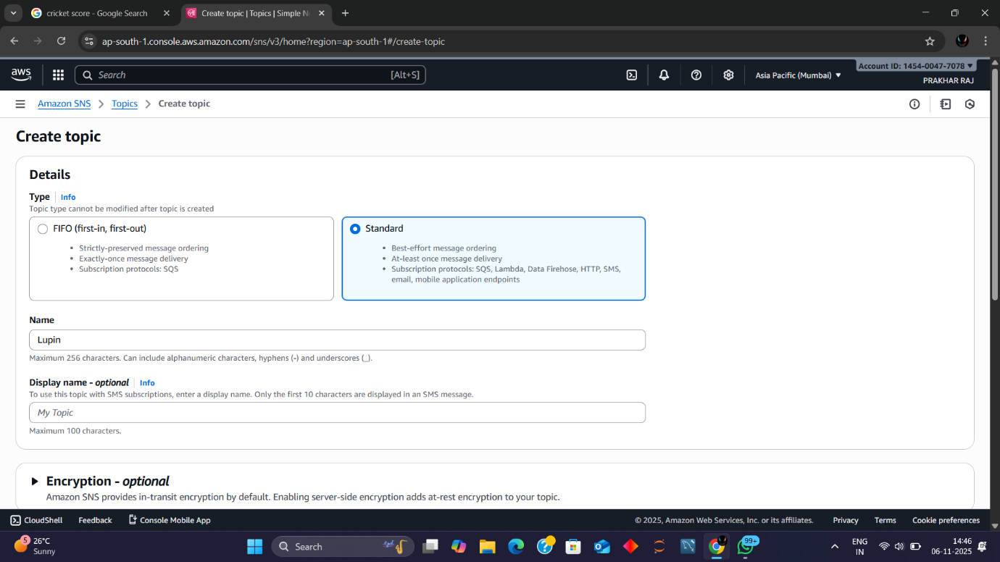 cricket score - Google Search
Create topic | Topics | Simple N
ap-south-1.console.aws.amazon.com/sns/v3/home?region=ap-south-1#/create-topic
aws
Search
[Alt+S]
Asia Pacific (Mumbai) ▼
Account ID: 1454-0047-7078 ▼
PRAKHAR RAJ
Amazon SNS > Topics > Create topic
Create topic
Details
Type | Info
Topic type cannot be modified after topic is created
FIFO (first-in, first-out)
• Strictly-preserved message ordering
• Exactly-once message delivery
• Subscription protocols: SQS
Standard
• Best-effort message ordering
• At-least once message delivery
• Subscription protocols: SQS, Lambda, Data Firehose, HTTP, SMS,
email, mobile application endpoints
Name
Lupin
Maximum 256 characters. Can include alphanumeric characters, hyphens (-) and underscores (_).
Display name - optional | Info
To use this topic with SMS subscriptions, enter a display name. Only the first 10 characters are displayed in an SMS message.
My Topic
Maximum 100 characters.
Encryption - optional
Amazon SNS provides in-transit encryption by default. Enabling server-side encryption adds at-rest encryption to your topic.
CloudShell
Feedback
Console Mobile App
© 2025, Amazon Web Services, Inc. or its affiliates.
Privacy
Terms
Cookie preferences
5
26°C
Sunny
Search
99+
ENG
IN
14:46
06-11-2025